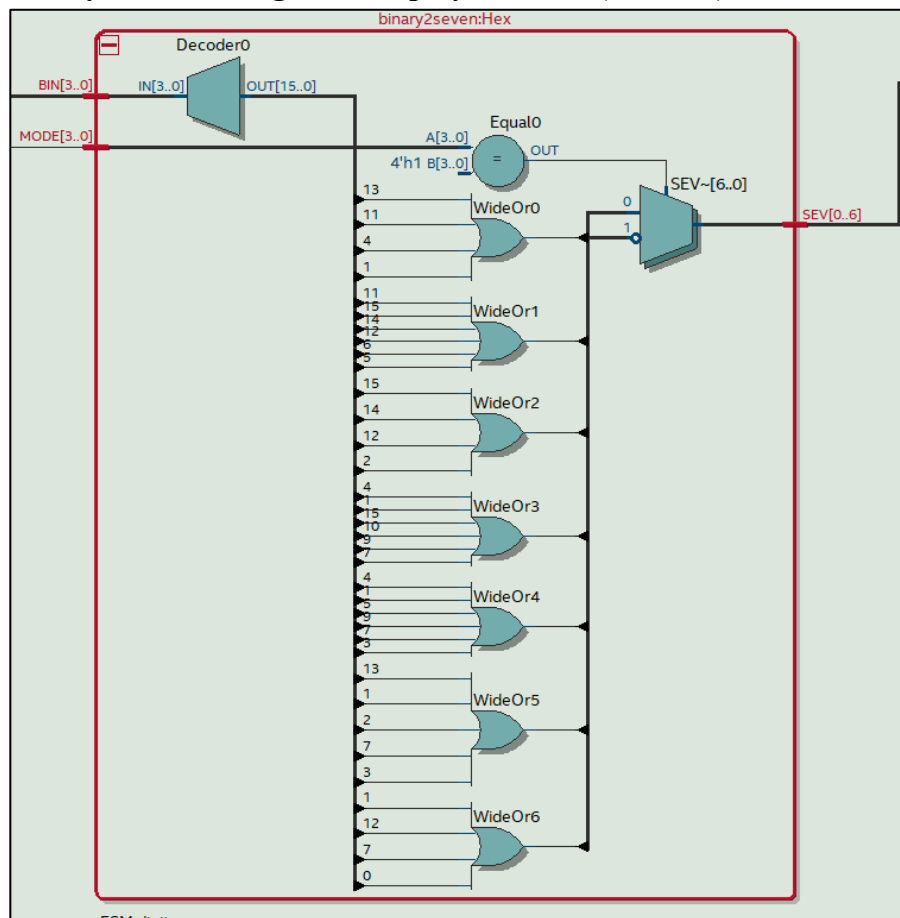 binary2seven:Hex
Decoder0
BIN[3..0]
IN[3..0]
OUT[15..0]
MODE[3..0]
Equal0
A[3..0]
4'h1 B[3..0]
=
OUT
SEV~[6..0]
0
1
SEV[0..6]
13
11
4
1
WideOr0
11
15
14
12
6
5
WideOr1
15
14
12
2
WideOr2
4
1
15
10
9
7
WideOr3
4
1
5
9
7
3
WideOr4
13
1
2
7
3
WideOr5
1
12
7
0
WideOr6